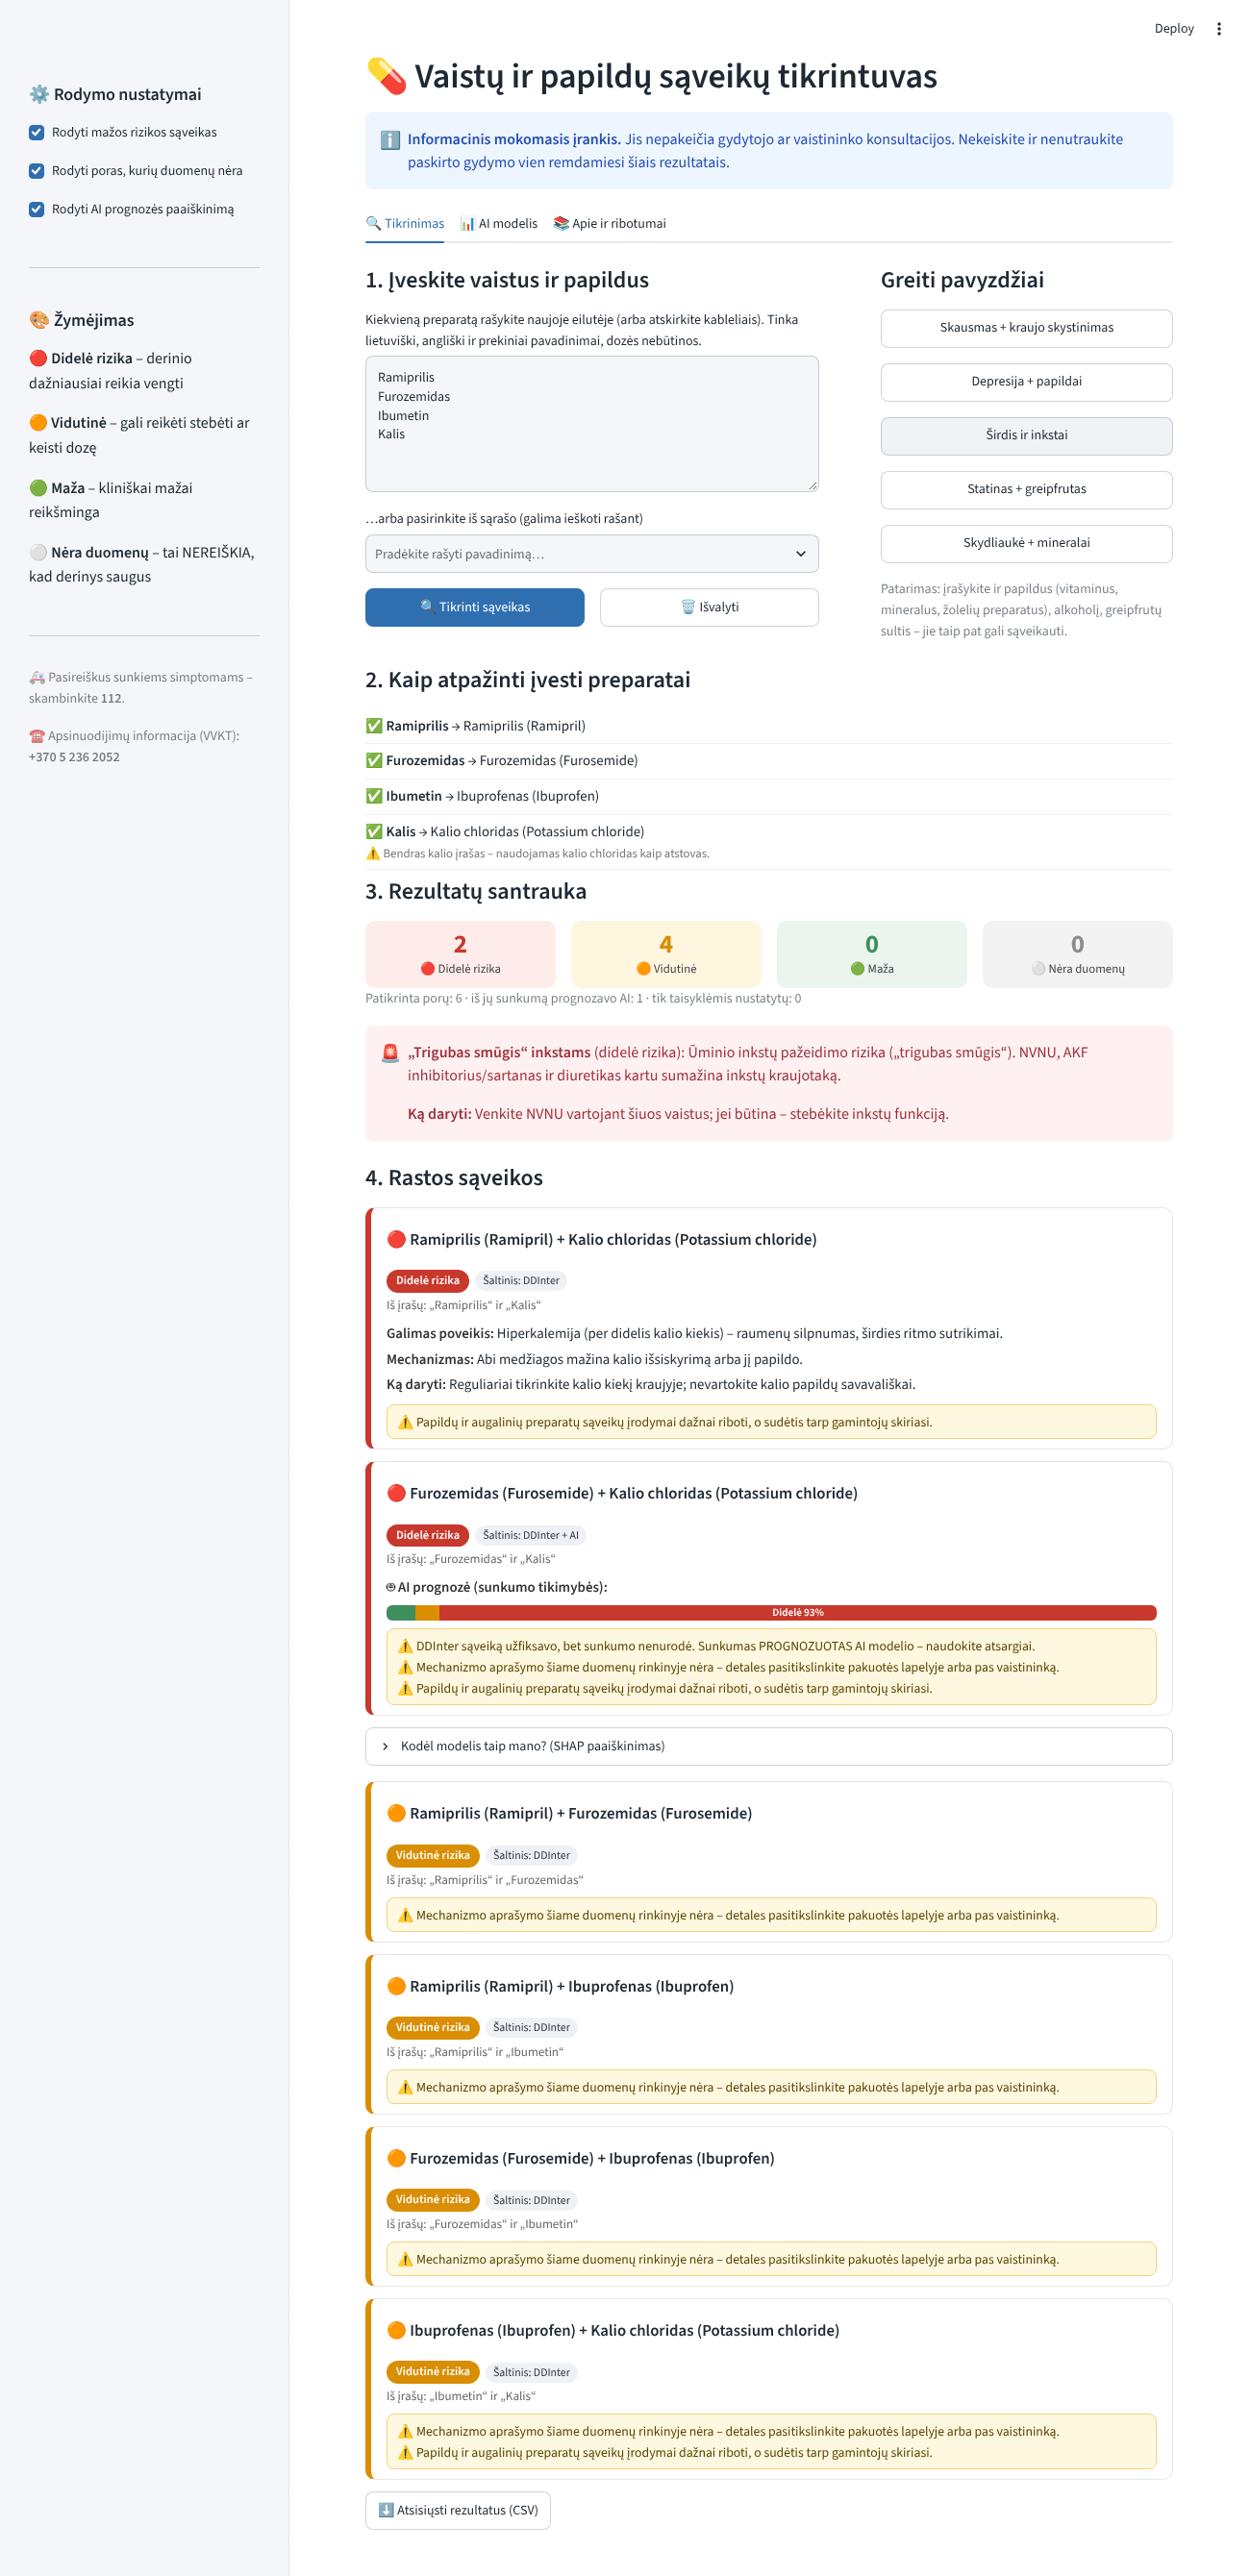 Deploy
⚙️ Rodymo nustatymai
Rodyti mažos rizikos sąveikas
Rodyti poras, kurių duomenų nėra
Rodyti AI prognozės paaiškinimą
🎨 Žymėjimas
🔴 Didelė rizika – derinio
dažniausiai reikia vengti
🟠 Vidutinė – gali reikėti stebėti ar
keisti dozę
🟢 Maža – kliniškai mažai
reikšminga
⚪ Nėra duomenų – tai NEREIŠKIA,
kad derinys saugus
🚑 Pasireiškus sunkiems simptomams –
skambinkite 112.
☎️ Apsinuodijimų informacija (VVKT):
+370 5 236 2052
💊 Vaistų ir papildų sąveikų tikrintuvas
ℹ️ Informacinis mokomasis įrankis. Jis nepakeičia gydytojo ar vaistininko konsultacijos. Nekeiskite ir nenutraukite
paskirto gydymo vien remdamiesi šiais rezultatais.
🔍 Tikrinimas
📊 AI modelis
📚 Apie ir ribotumai
1. Įveskite vaistus ir papildus
Kiekvieną preparatą rašykite naujoje eilutėje (arba atskirkite kableliais). Tinka
lietuviški, angliški ir prekiniai pavadinimai, dozės nebūtinos.
Ramiprilis
Furozemidas
Ibumetin
Kalis
…arba pasirinkite iš sąrašo (galima ieškoti rašant)
Pradėkite rašyti pavadinimą…
🔍 Tikrinti sąveikas
🗑️ Išvalyti
Greiti pavyzdžiai
Skausmas + kraujo skystinimas
Depresija + papildai
Širdis ir inkstai
Statinas + greipfrutas
Skydliaukė + mineralai
Patarimas: įrašykite ir papildus (vitaminus,
mineralus, žolelių preparatus), alkoholį, greipfrutų
sultis – jie taip pat gali sąveikauti.
2. Kaip atpažinti įvesti preparatai
✅ Ramiprilis → Ramiprilis (Ramipril)
✅ Furozemidas → Furozemidas (Furosemide)
✅ Ibumetin → Ibuprofenas (Ibuprofen)
✅ Kalis → Kalio chloridas (Potassium chloride)
⚠️ Bendras kalio įrašas – naudojamas kalio chloridas kaip atstovas.
3. Rezultatų santrauka
2
🔴 Didelė rizika
4
🟠 Vidutinė
0
🟢 Maža
0
⚪ Nėra duomenų
Patikrinta porų: 6 · iš jų sunkumą prognozavo AI: 1 · tik taisyklėmis nustatytų: 0
🚨 „Trigubas smūgis“ inkstams (didelė rizika): Ūminio inkstų pažeidimo rizika („trigubas smūgis“). NVNU, AKF
inhibitorius/sartanas ir diuretikas kartu sumažina inkstų kraujotaką.
Ką daryti: Venkite NVNU vartojant šiuos vaistus; jei būtina – stebėkite inkstų funkciją.
4. Rastos sąveikos
🔴 Ramiprilis (Ramipril) + Kalio chloridas (Potassium chloride)
Didelė rizika Šaltinis: DDInter
Iš įrašų: „Ramiprilis“ ir „Kalis“
Galimas poveikis: Hiperkalemija (per didelis kalio kiekis) – raumenų silpnumas, širdies ritmo sutrikimai.
Mechanizmas: Abi medžiagos mažina kalio išsiskyrimą arba jį papildo.
Ką daryti: Reguliariai tikrinkite kalio kiekį kraujyje; nevartokite kalio papildų savavališkai.
⚠️ Papildų ir augalinių preparatų sąveikų įrodymai dažnai riboti, o sudėtis tarp gamintojų skiriasi.
🔴 Furozemidas (Furosemide) + Kalio chloridas (Potassium chloride)
Didelė rizika Šaltinis: DDInter + AI
Iš įrašų: „Furozemidas“ ir „Kalis“
AI prognozė (sunkumo tikimybės):
Didelė 93%
⚠️ DDInter sąveiką užfiksavo, bet sunkumo nenurodė. Sunkumas PROGNOZUOTAS AI modelio – naudokite atsargiai.
⚠️ Mechanizmo aprašymo šiame duomenų rinkinyje nėra – detales pasitikslinkite pakuotės lapelyje arba pas vaistininką.
⚠️ Papildų ir augalinių preparatų sąveikų įrodymai dažnai riboti, o sudėtis tarp gamintojų skiriasi.
Kodėl modelis taip mano? (SHAP paaiškinimas)
🟠 Ramiprilis (Ramipril) + Furozemidas (Furosemide)
Vidutinė rizika Šaltinis: DDInter
Iš įrašų: „Ramiprilis“ ir „Furozemidas“
⚠️ Mechanizmo aprašymo šiame duomenų rinkinyje nėra – detales pasitikslinkite pakuotės lapelyje arba pas vaistininką.
🟠 Ramiprilis (Ramipril) + Ibuprofenas (Ibuprofen)
Vidutinė rizika Šaltinis: DDInter
Iš įrašų: „Ramiprilis“ ir „Ibumetin“
⚠️ Mechanizmo aprašymo šiame duomenų rinkinyje nėra – detales pasitikslinkite pakuotės lapelyje arba pas vaistininką.
🟠 Furozemidas (Furosemide) + Ibuprofenas (Ibuprofen)
Vidutinė rizika Šaltinis: DDInter
Iš įrašų: „Furozemidas“ ir „Ibumetin“
⚠️ Mechanizmo aprašymo šiame duomenų rinkinyje nėra – detales pasitikslinkite pakuotės lapelyje arba pas vaistininką.
🟠 Ibuprofenas (Ibuprofen) + Kalio chloridas (Potassium chloride)
Vidutinė rizika Šaltinis: DDInter
Iš įrašų: „Ibumetin“ ir „Kalis“
⚠️ Mechanizmo aprašymo šiame duomenų rinkinyje nėra – detales pasitikslinkite pakuotės lapelyje arba pas vaistininką.
⚠️ Papildų ir augalinių preparatų sąveikų įrodymai dažnai riboti, o sudėtis tarp gamintojų skiriasi.
⬇️ Atsisiųsti rezultatus (CSV)